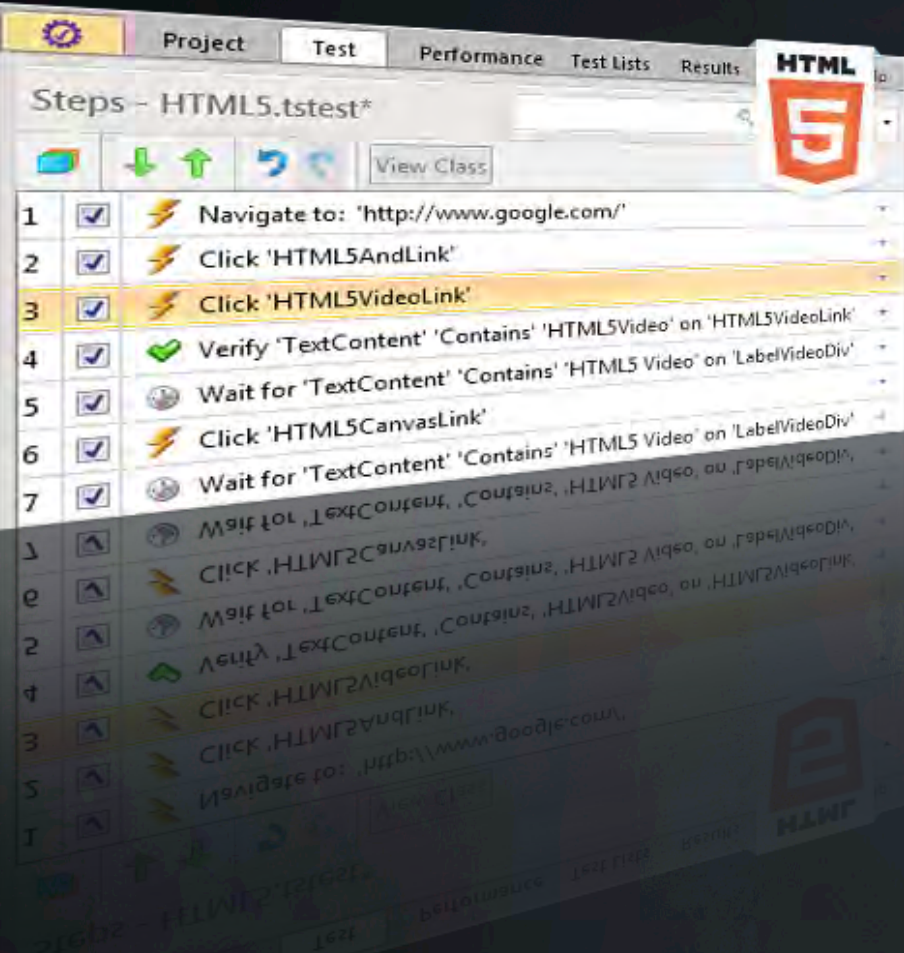 Project Test Performance Test Lists Results
HTML
5
Steps - HTML5.tstest*
View Class
1 Navigate to: 'http://www.google.com/'
2 Click 'HTML5AndLink'
3 Click 'HTML5VideoLink'
4 Verify 'TextContent' 'Contains' 'HTML5Video' on 'HTML5VideoLink'
5 Wait for 'TextContent' 'Contains' 'HTML5 Video' on 'LabelVideoDiv'
6 Click 'HTML5CanvasLink'
7 Wait for 'TextContent' 'Contains' 'HTML5 Video' on 'LabelVideoDiv'